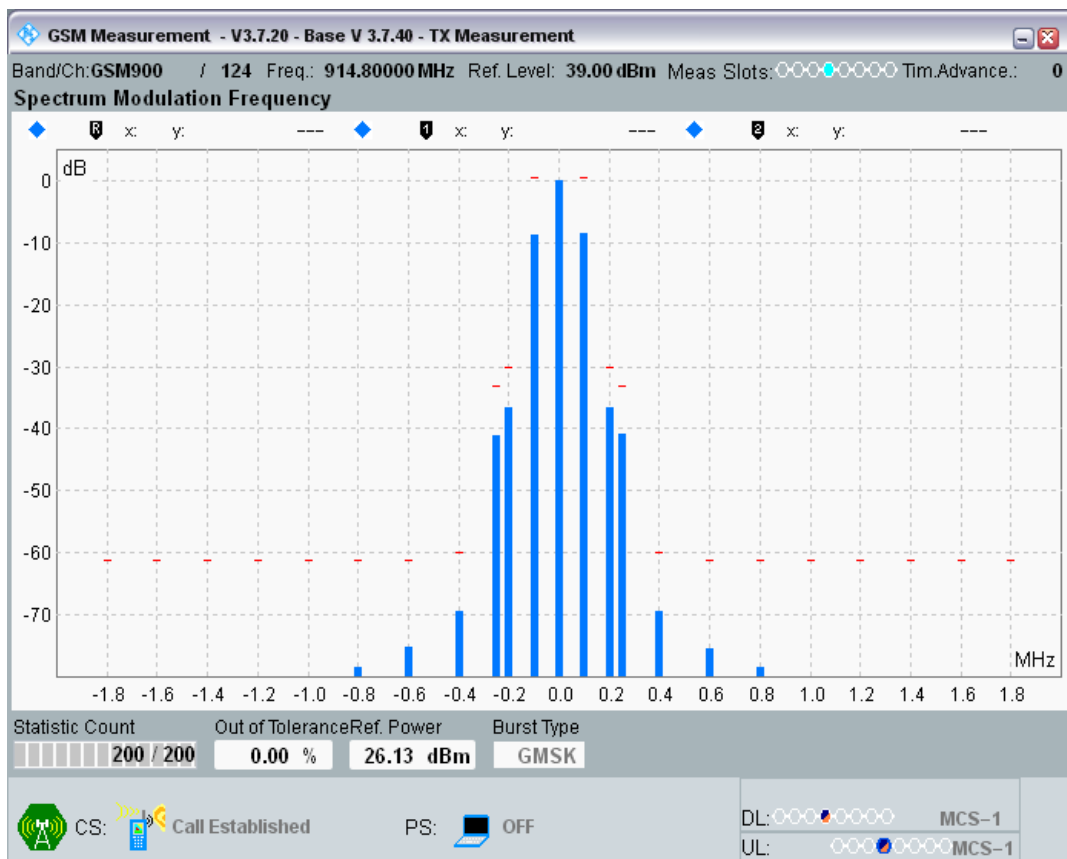 GSM Measurement - V3.7.20 - Base V 3.7.40 - TX Measurement
Band/Ch:GSM900 / 124 Freq.: 914.80000 MHz Ref. Level: 39.00 dBm Meas Slots: Tim.Advance.: 0
Spectrum Modulation Frequency
R x: y: --- 1 x: y: --- 2 x: y: ---
dB
0
-10
-20
-30
-40
-50
-60
-70
MHz
-1.8 -1.6 -1.4 -1.2 -1.0 -0.8 -0.6 -0.4 -0.2 0.0 0.2 0.4 0.6 0.8 1.0 1.2 1.4 1.6 1.8
Statistic Count Out of Tolerance Ref. Power Burst Type
200 / 200 0.00 % 26.13 dBm GMSK
CS: Call Established PS: OFF
DL: MCS-1
UL: MCS-1